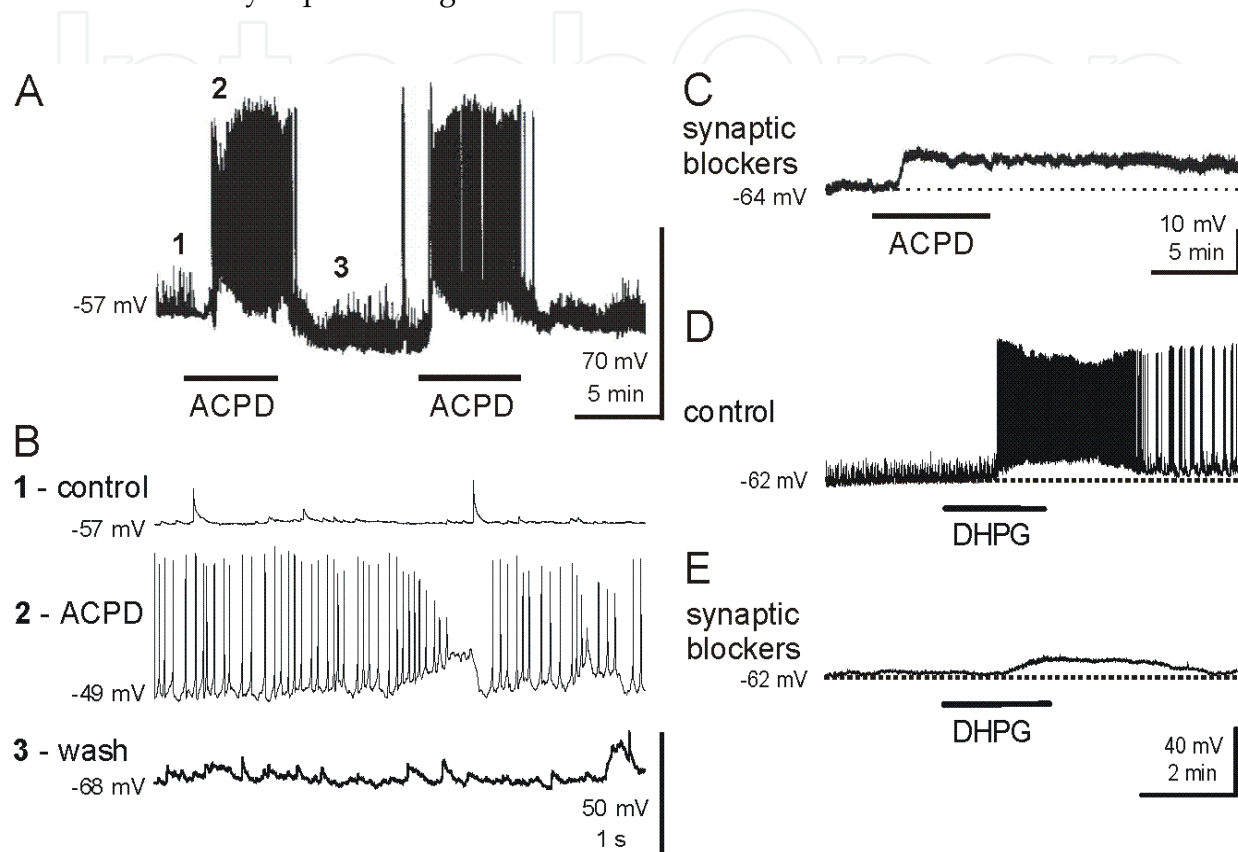 A
2
1
3
-57 mV
70 mV
5 min
ACPD
ACPD
B
1 - control
-57 mV
2 - ACPD
-49 mV
3 - wash
-68 mV
50 mV
1 s
C
synaptic
blockers
-64 mV
ACPD
10 mV
5 min
D
control
-62 mV
DHPG
E
synaptic
blockers
-62 mV
DHPG
40 mV
2 min